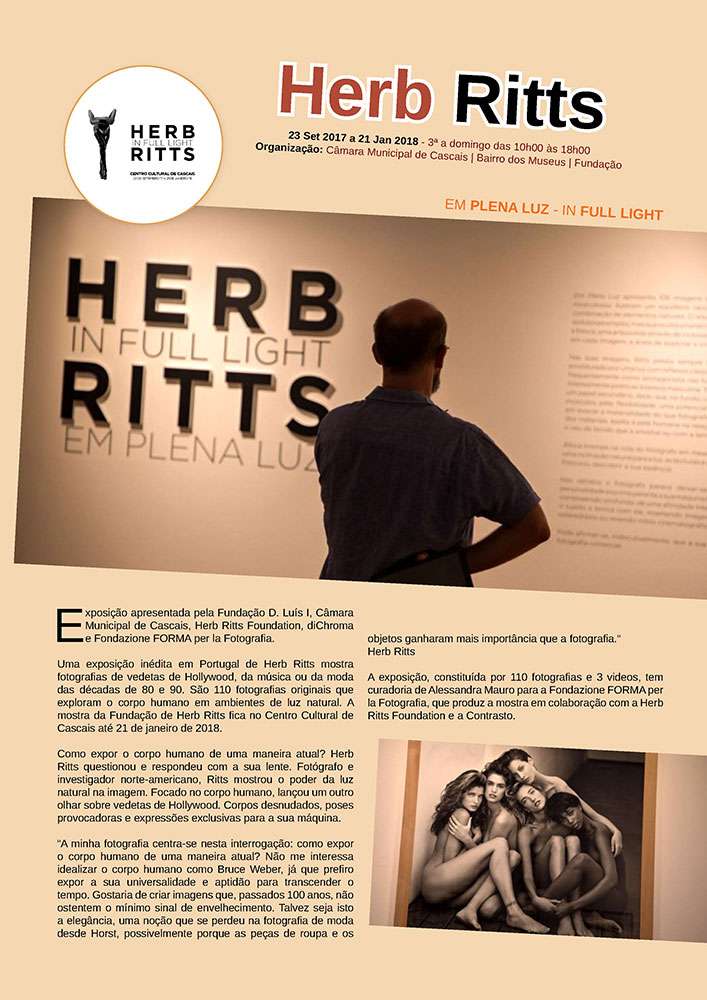 Herb Ritts
23 Set 2017 a 21 Jan 2018 - 3ª a domingo das 10h00 às 18h00
Organização: Câmara Municipal de Cascais | Bairro dos Museus | Fundação
HERB
IN FULL LIGHT
RITTS
CENTRO CULTURAL DE CASCAIS
EM PLENA LUZ - IN FULL LIGHT
HERB
IN FULL LIGHT
RITTS
EM PLENA LUZ
Exposição apresentada pela Fundação D. Luís I, Câmara
Municipal de Cascais, Herb Ritts Foundation, diChroma
e Fondazione FORMA per la Fotografia.
Uma exposição inédita em Portugal de Herb Ritts mostra
fotografias de vedetas de Hollywood, da música ou da moda
das décadas de 80 e 90. São 110 fotografias originais que
exploram o corpo humano em ambientes de luz natural. A
mostra da Fundação de Herb Ritts fica no Centro Cultural de
Cascais até 21 de janeiro de 2018.
Como expor o corpo humano de uma maneira atual? Herb
Ritts questionou e respondeu com a sua lente. Fotógrafo e
investigador norte-americano, Ritts mostrou o poder da luz
natural na imagem. Focado no corpo humano, lançou um outro
olhar sobre vedetas de Hollywood. Corpos desnudados, poses
provocadoras e expressões exclusivas para a sua máquina.
"A minha fotografia centra-se nesta interrogação: como expor
o corpo humano de uma maneira atual? Não me interessa
idealizar o corpo humano como Bruce Weber, já que prefiro
expor a sua universalidade e aptidão para transcender o
tempo. Gostaria de criar imagens que, passados 100 anos, não
ostentem o mínimo sinal de envelhecimento. Talvez seja isto
a elegância, uma noção que se perdeu na fotografia de moda
desde Horst, possivelmente porque as peças de roupa e os
objetos ganharam mais importância que a fotografia."
Herb Ritts
A exposição, constituída por 110 fotografias e 3 videos, tem
curadoria de Alessandra Mauro para a Fondazione FORMA per
la Fotografia, que produz a mostra em colaboração com a Herb
Ritts Foundation e a Contrasto.